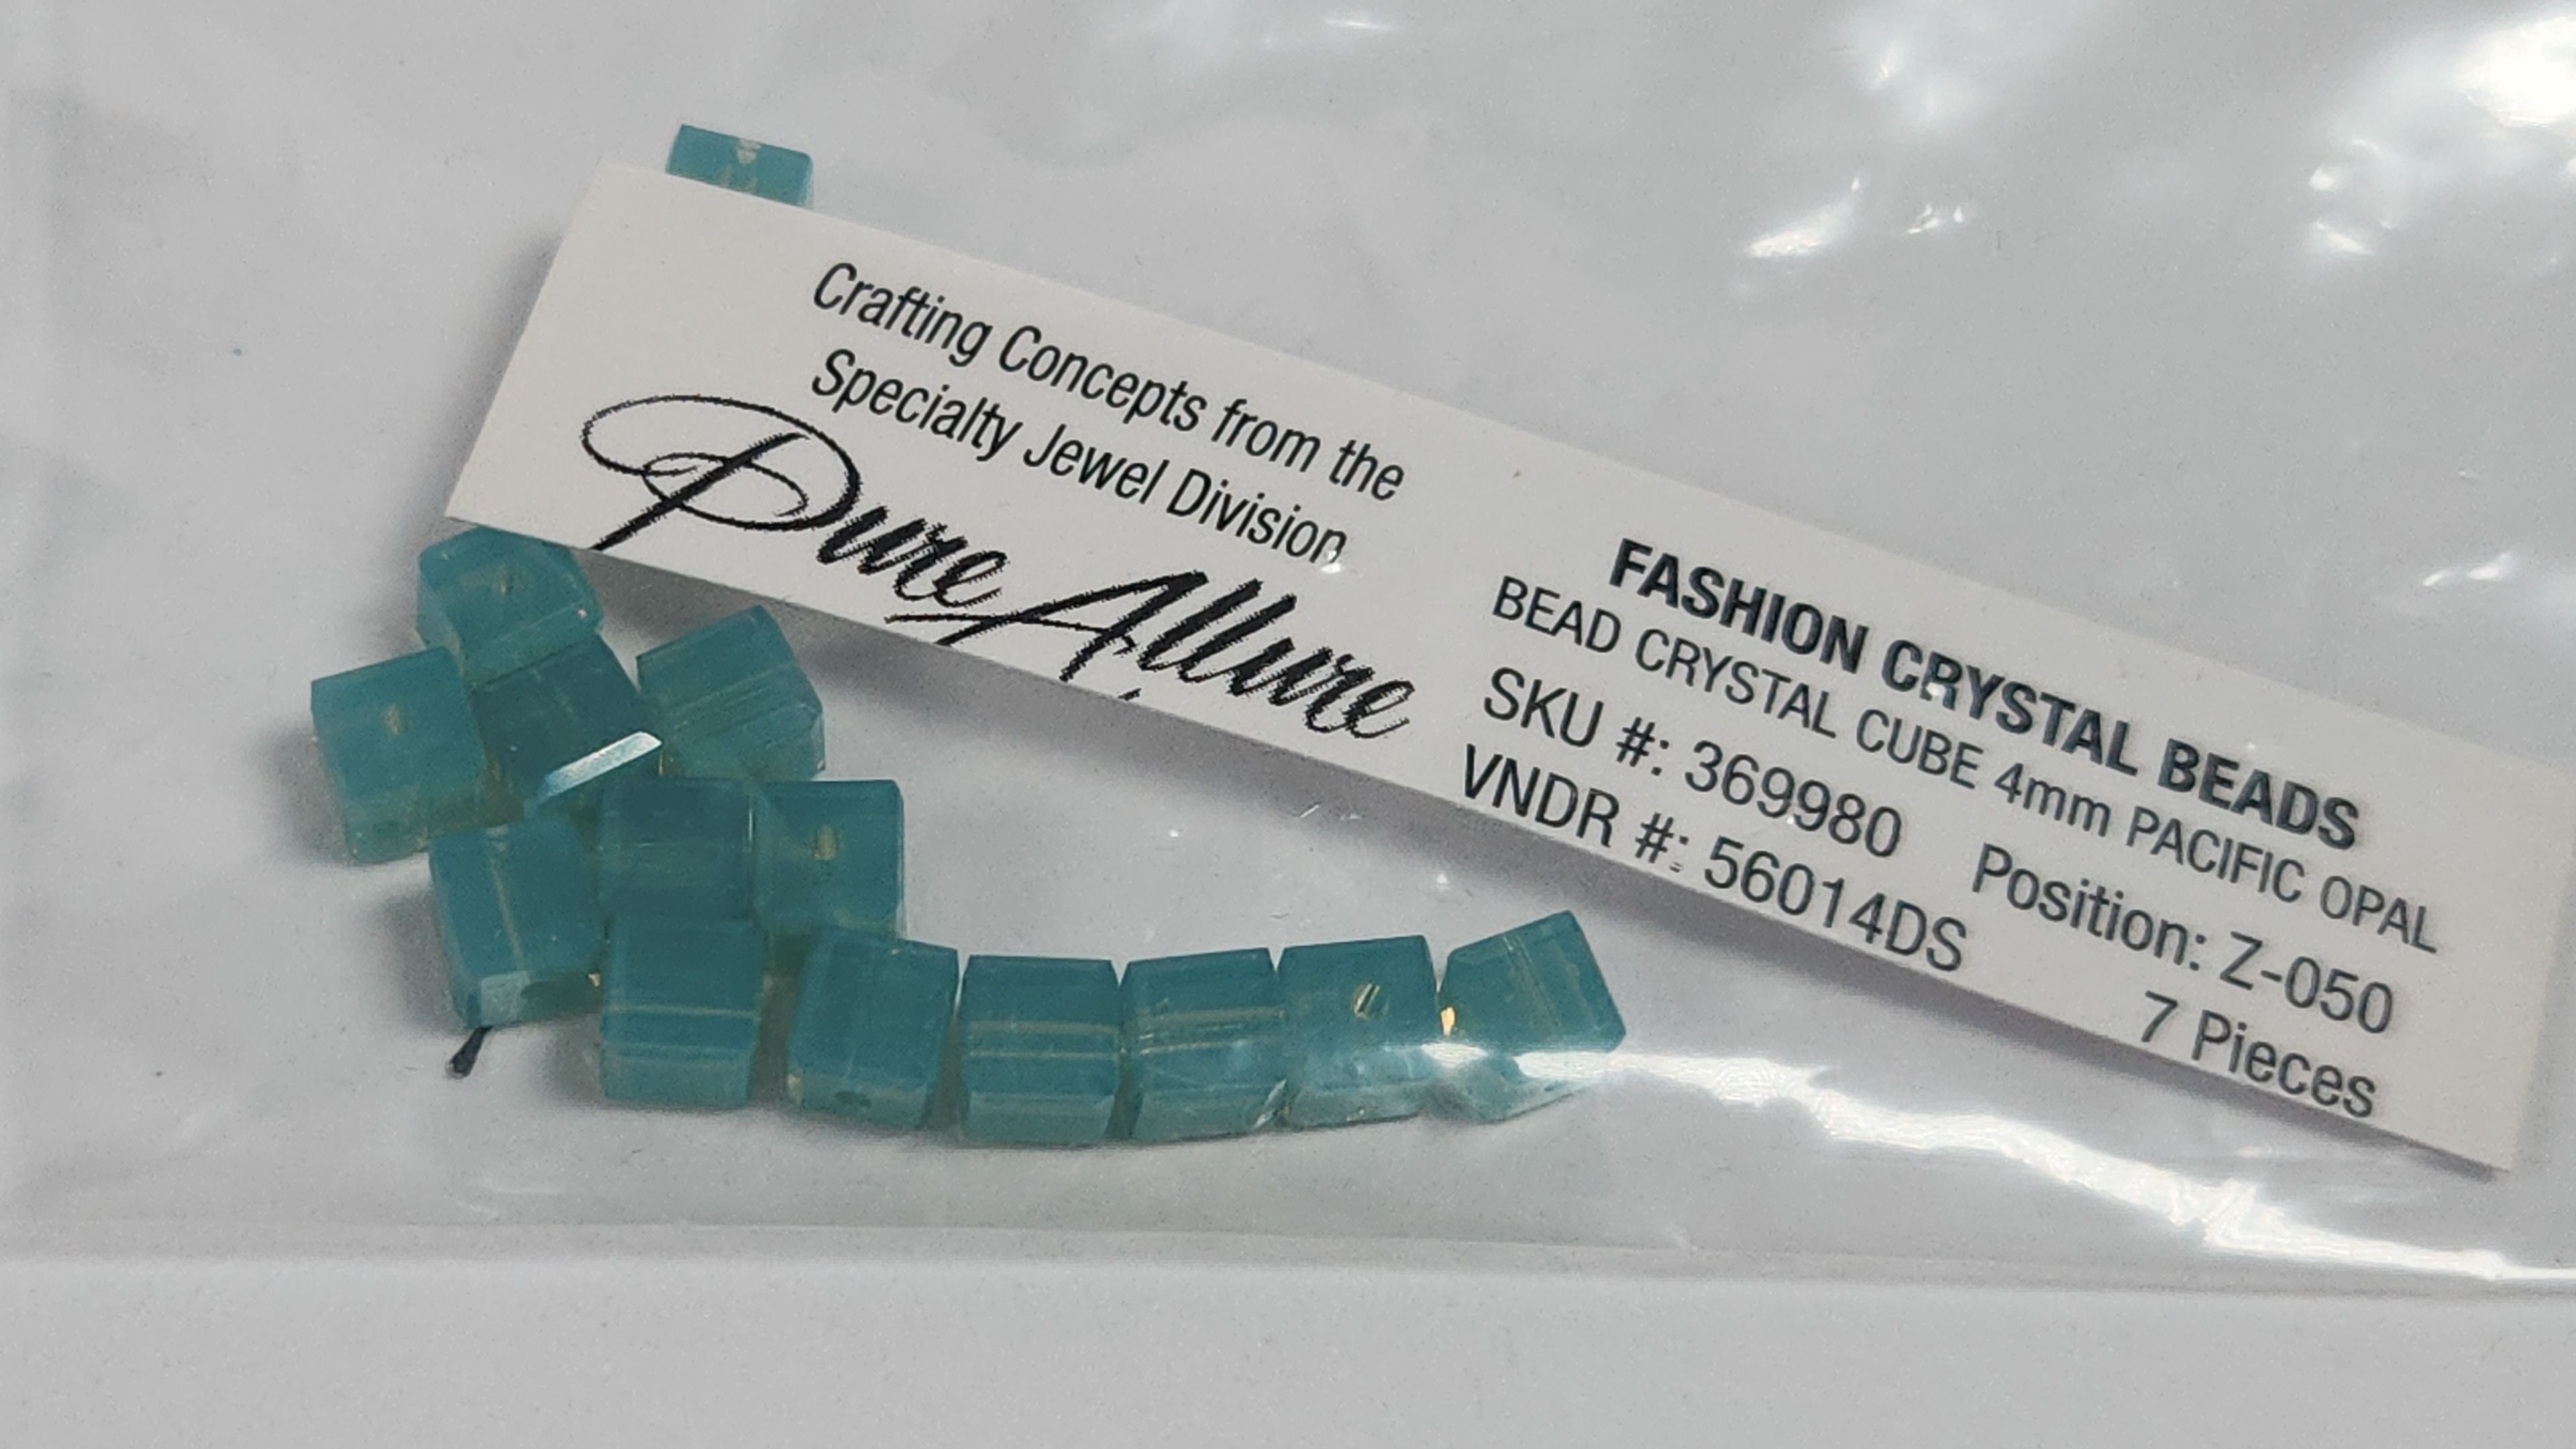 Crafting Concepts from the
Specialty Jewel Division
Pure Allure
FASHION CRYSTAL BEADS
BEAD CRYSTAL CUBE 4mm PACIFIC OPAL
SKU #: 369980 Position: Z-050
VNDR #: 56014DS 7 Pieces